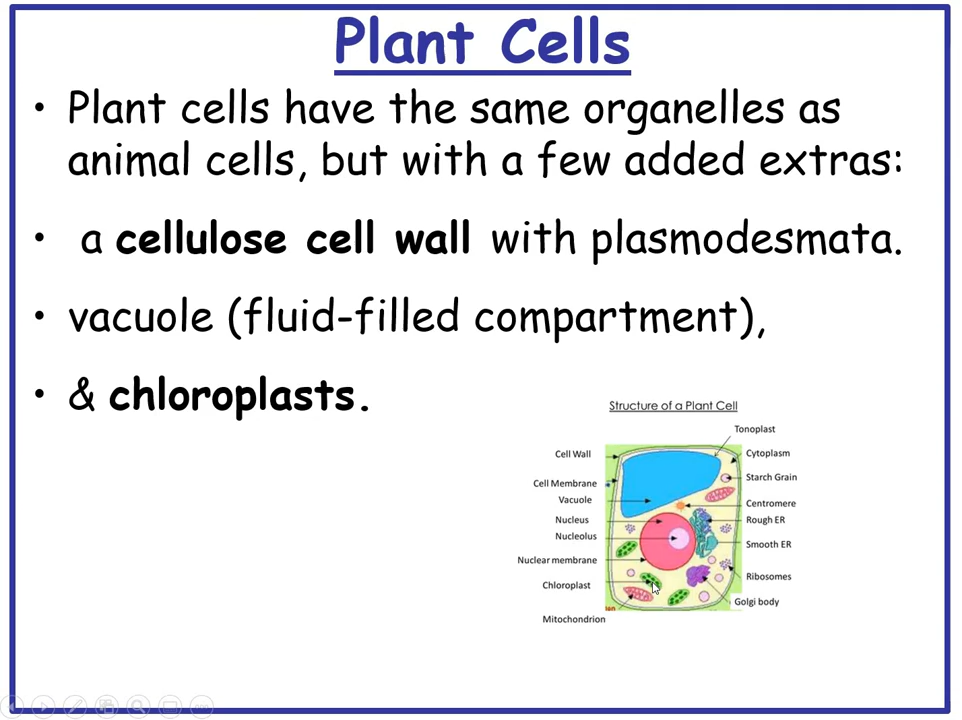 Plant Cells
• Plant cells have the same organelles as
animal cells, but with a few added extras:
• a cellulose cell wall with plasmodesmata.
• vacuole (fluid-filled compartment),
• & chloroplasts.
Structure of a Plant Cell
Tonoplast
Cell Wall
Cytoplasm
Starch Grain
Cell Membrane
Vacuole
Centromere
Nucleus
Rough ER
Nucleolus
Smooth ER
Nuclear membrane
Ribosomes
Chloroplast
Golgi body
Mitochondrion